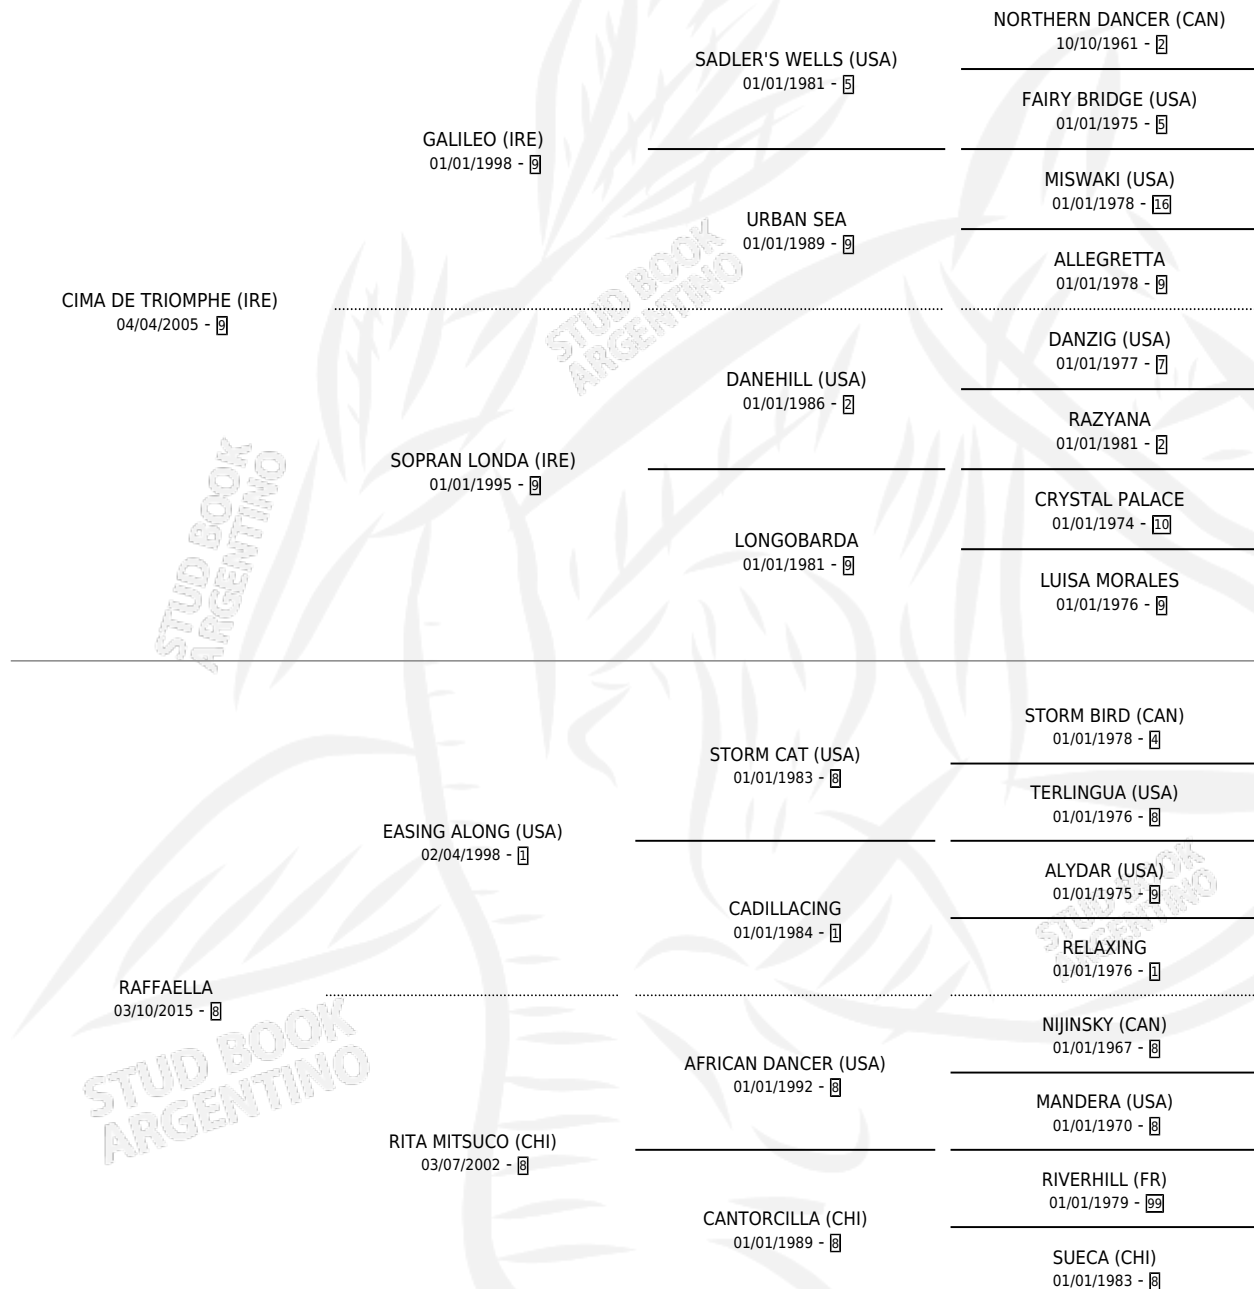 NORTHERN DANCER (CAN)
10/10/1961 - 2
SADLER'S WELLS (USA)
01/01/1981 - 5
FAIRY BRIDGE (USA)
01/01/1975 - 5
GALILEO (IRE)
01/01/1998 - 9
MISWAKI (USA)
01/01/1978 - 16
URBAN SEA
01/01/1989 - 9
ALLEGRETTA
01/01/1978 - 9
CIMA DE TRIOMPHE (IRE)
04/04/2005 - 9
DANZIG (USA)
01/01/1977 - 7
DANEHILL (USA)
01/01/1986 - 2
RAZYANA
01/01/1981 - 2
SOPRAN LONDA (IRE)
01/01/1995 - 9
CRYSTAL PALACE
01/01/1974 - 10
LONGOBARDA
01/01/1981 - 9
LUISA MORALES
01/01/1976 - 9
STORM BIRD (CAN)
01/01/1978 - 4
STORM CAT (USA)
01/01/1983 - 8
TERLINGUA (USA)
01/01/1976 - 8
EASING ALONG (USA)
02/04/1998 - 1
ALYDAR (USA)
01/01/1975 - 9
CADILLACING
01/01/1984 - 1
RELAXING
01/01/1976 - 1
RAFFAELLA
03/10/2015 - 8
NIJINSKY (CAN)
01/01/1967 - 8
AFRICAN DANCER (USA)
01/01/1992 - 8
MANDERA (USA)
01/01/1970 - 8
RITA MITSUCO (CHI)
03/07/2002 - 8
RIVERHILL (FR)
01/01/1979 - 99
CANTORCILLA (CHI)
01/01/1989 - 8
SUECA (CHI)
01/01/1983 - 8
STUD BOOK
ARGENTINO
STUD BOOK
ARGENTINO
STUD BOOK
ARGENTINO
STUD BOOK
ARGENTINO